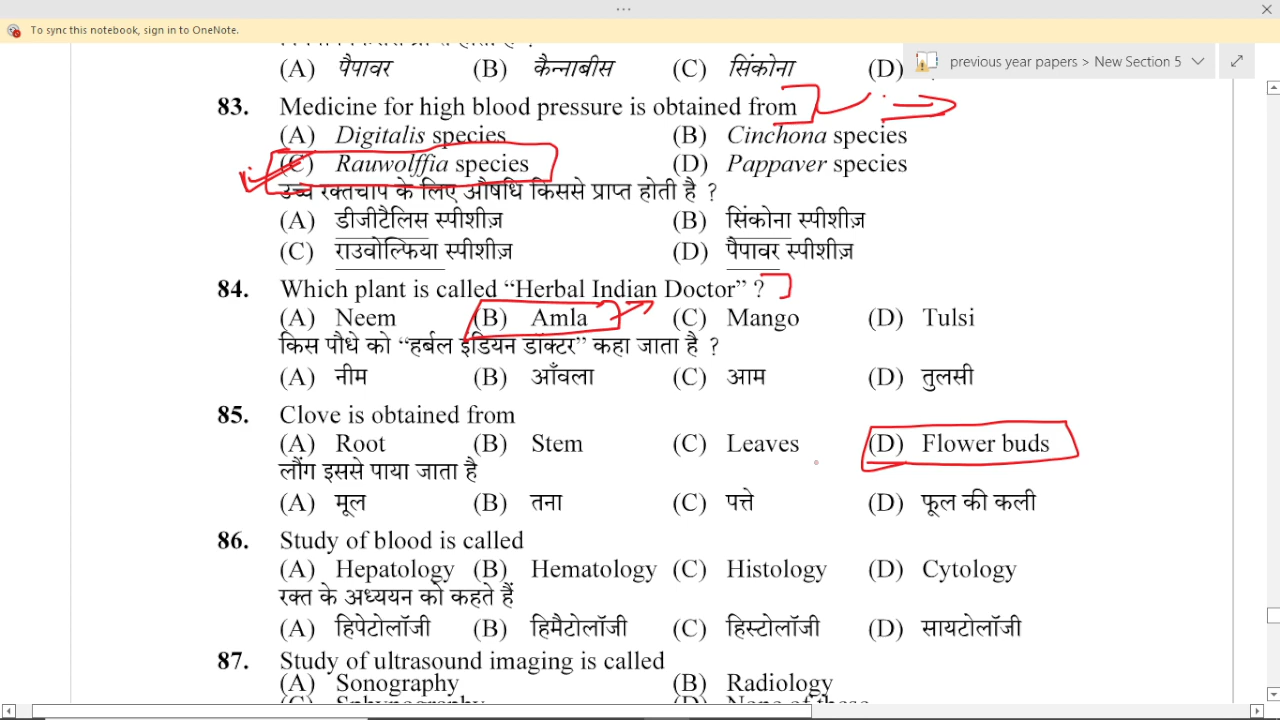 To sync this notebook, sign in to OneNote.
previous year papers > New Section 5
(A) पैपावर (B) कैन्नाबीस (C) सिंकोना (D)
83. Medicine for high blood pressure is obtained from
(A) Digitalis species (B) Cinchona species
(C) Rauwolffia species (D) Pappaver species
उच्च रक्तचाप के लिए औषधि किससे प्राप्त होती है ?
(A) डीजीटैलिस स्पीशीज़ (B) सिंकोना स्पीशीज़
(C) राउवोल्फिया स्पीशीज़ (D) पैपावर स्पीशीज़
84. Which plant is called “Herbal Indian Doctor” ?
(A) Neem (B) Amla (C) Mango (D) Tulsi
किस पौधे को “हर्बल इंडियन डॉक्टर” कहा जाता है ?
(A) नीम (B) आँवला (C) आम (D) तुलसी
85. Clove is obtained from
(A) Root (B) Stem (C) Leaves (D) Flower buds
लौंग इससे पाया जाता है
(A) मूल (B) तना (C) पत्ते (D) फूल की कली
86. Study of blood is called
(A) Hepatology (B) Hematology (C) Histology (D) Cytology
रक्त के अध्ययन को कहते हैं
(A) हिपेटोलॉजी (B) हिमैटोलॉजी (C) हिस्टोलॉजी (D) सायटोलॉजी
87. Study of ultrasound imaging is called
(A) Sonography (B) Radiology